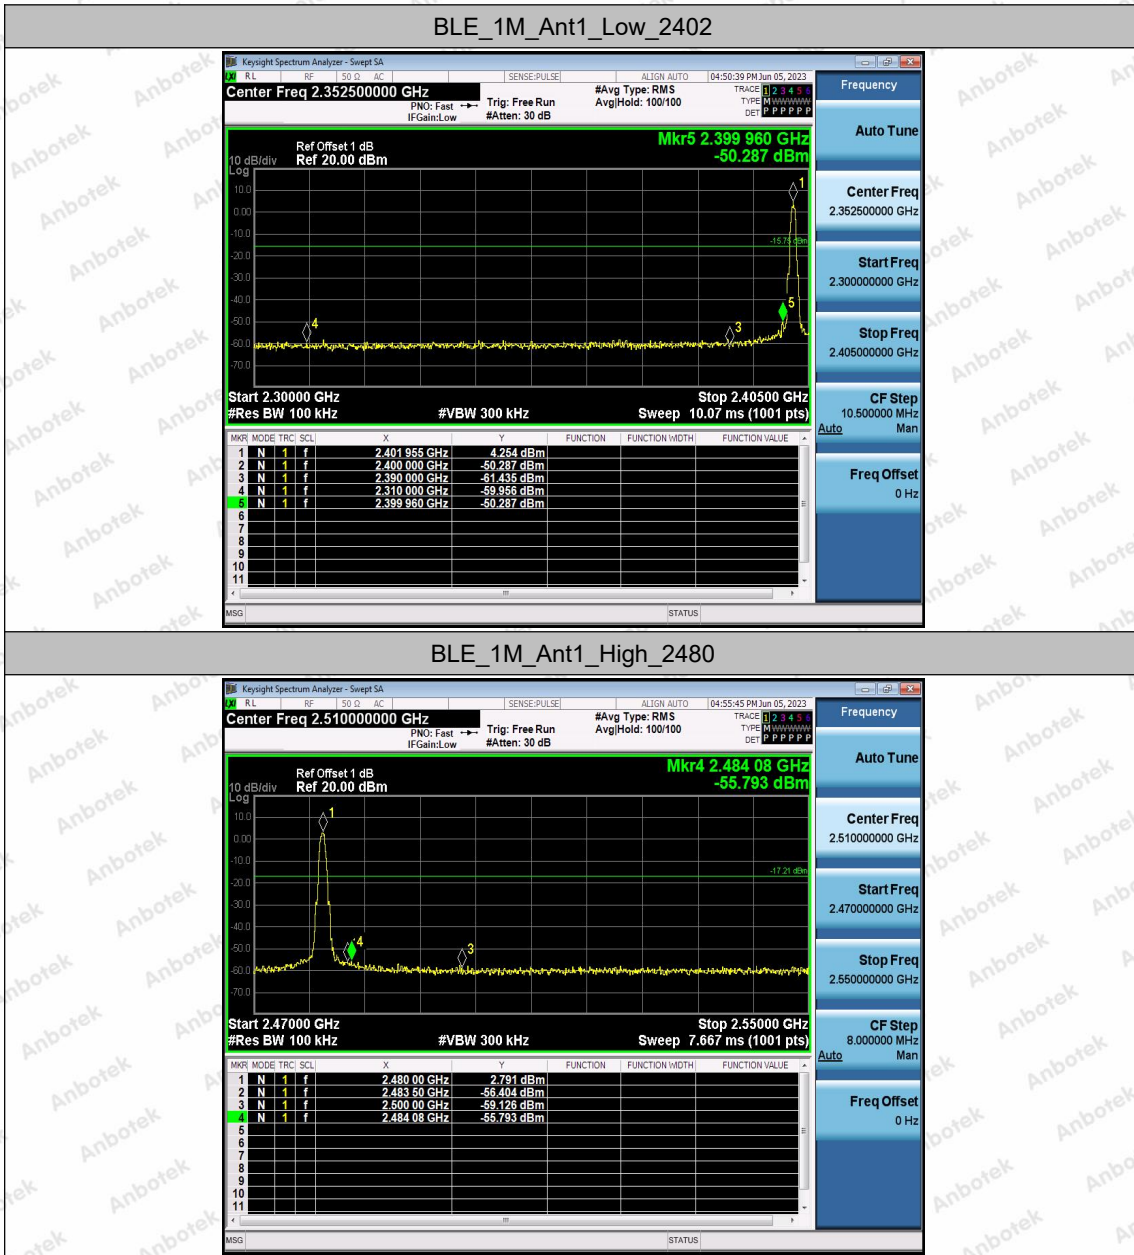 BLE_1M_Ant1_Low_2402
Keysight Spectrum Analyzer - Swept SA
LXI RL RF 50 Ω AC SENSE:PULSE ALIGN AUTO 04:50:39 PM Jun 05, 2023
Center Freq 2.352500000 GHz
PNO: Fast
IFGain:Low
Trig: Free Run
#Atten: 30 dB
#Avg Type: RMS
Avg|Hold: 100/100
TRACE 1 2 3 4 5 6
TYPE M WWWWW
DET P P P P P P
Mkr5 2.399 960 GHz
-50.287 dBm
Ref Offset 1 dB
10 dB/div Ref 20.00 dBm
Log
10.0
0.00
-10.0
-20.0
-30.0
-40.0
-50.0
-60.0
-70.0
1
-15.75 dBm
5
4
3
Start 2.30000 GHz Stop 2.40500 GHz
#Res BW 100 kHz #VBW 300 kHz Sweep 10.07 ms (1001 pts)
MKR MODE TRC SCL X Y FUNCTION FUNCTION WIDTH FUNCTION VALUE
1 N 1 f 2.401 955 GHz 4.254 dBm
2 N 1 f 2.400 000 GHz -50.287 dBm
3 N 1 f 2.390 000 GHz -61.435 dBm
4 N 1 f 2.310 000 GHz -59.956 dBm
5 N 1 f 2.399 960 GHz -50.287 dBm
6
7
8
9
10
11
MSG STATUS
Frequency
Auto Tune
Center Freq
2.352500000 GHz
Start Freq
2.300000000 GHz
Stop Freq
2.405000000 GHz
CF Step
10.500000 MHz
Auto Man
Freq Offset
0 Hz
BLE_1M_Ant1_High_2480
Keysight Spectrum Analyzer - Swept SA
LXI RL RF 50 Ω AC SENSE:PULSE ALIGN AUTO 04:55:45 PM Jun 05, 2023
Center Freq 2.510000000 GHz
PNO: Fast
IFGain:Low
Trig: Free Run
#Atten: 30 dB
#Avg Type: RMS
Avg|Hold: 100/100
TRACE 1 2 3 4 5 6
TYPE M WWWWW
DET P P P P P P
Mkr4 2.484 08 GHz
-55.793 dBm
Ref Offset 1 dB
10 dB/div Ref 20.00 dBm
Log
10.0
0.00
-10.0
-20.0
-30.0
-40.0
-50.0
-60.0
-70.0
1
-17.21 dBm
4
3
Start 2.47000 GHz Stop 2.55000 GHz
#Res BW 100 kHz #VBW 300 kHz Sweep 7.667 ms (1001 pts)
MKR MODE TRC SCL X Y FUNCTION FUNCTION WIDTH FUNCTION VALUE
1 N 1 f 2.480 00 GHz 2.791 dBm
2 N 1 f 2.483 50 GHz -56.404 dBm
3 N 1 f 2.500 00 GHz -59.126 dBm
4 N 1 f 2.484 08 GHz -55.793 dBm
5
6
7
8
9
10
11
MSG STATUS
Frequency
Auto Tune
Center Freq
2.510000000 GHz
Start Freq
2.470000000 GHz
Stop Freq
2.550000000 GHz
CF Step
8.000000 MHz
Auto Man
Freq Offset
0 Hz
Anbotek